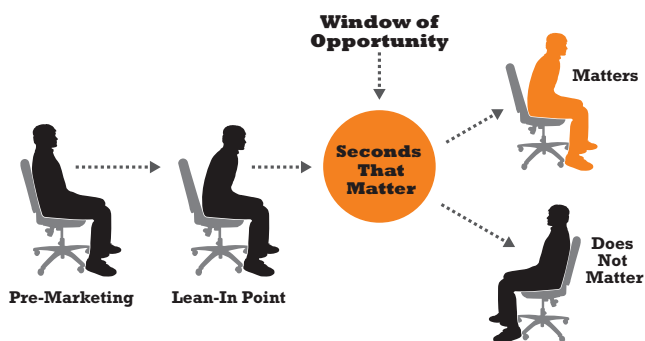 Window of
Opportunity
Matters
Seconds
That
Matter
Does
Not
Matter
Pre-Marketing
Lean-In Point